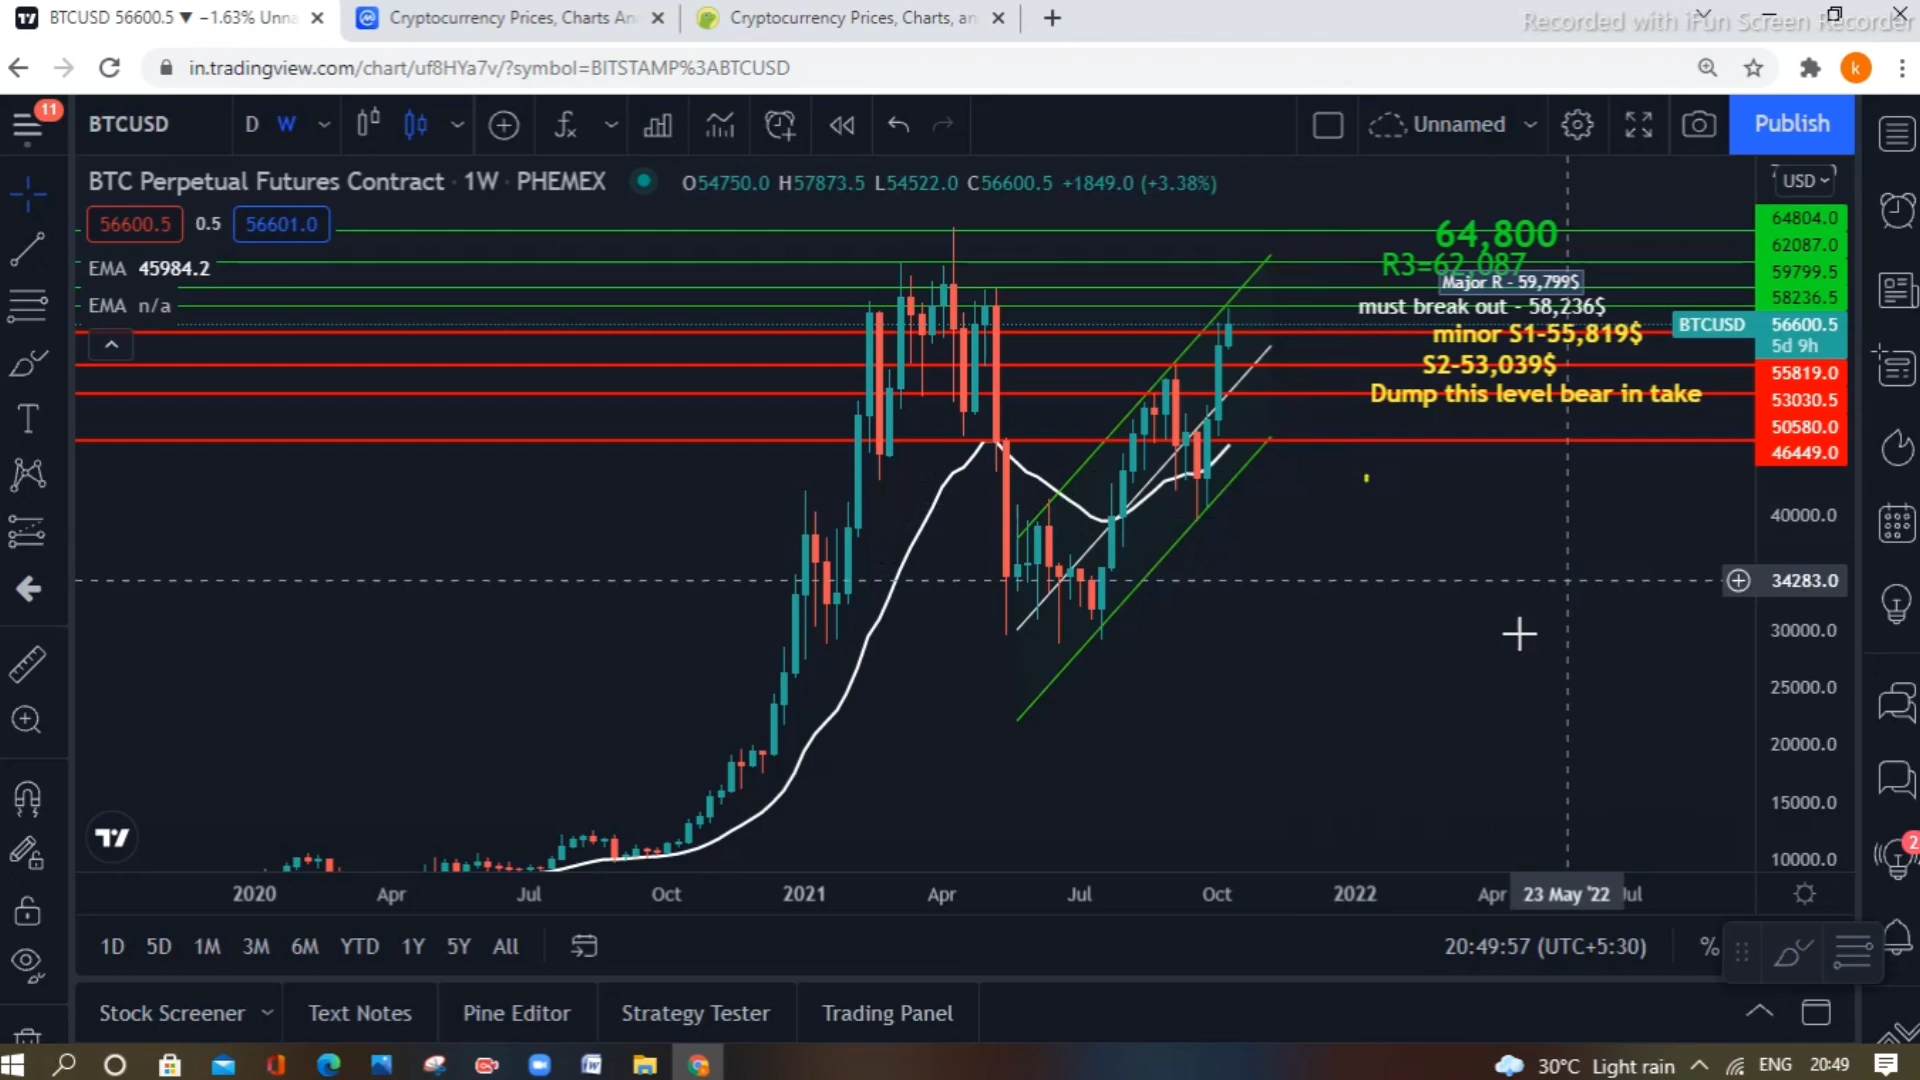 BTCUSD 56600.5 ▼ −1.63% Unna
Cryptocurrency Prices, Charts An
Cryptocurrency Prices, Charts, an
Recorded with iFun Screen Recorder
in.tradingview.com/chart/uf8HYa7v/?symbol=BITSTAMP%3ABTCUSD
k
11
BTCUSD
D
W
Unnamed
Publish
BTC Perpetual Futures Contract · 1W · PHEMEX
O54750.0 H57873.5 L54522.0 C56600.5 +1849.0 (+3.38%)
USD
56600.5
0.5
56601.0
EMA 45984.2
EMA n/a
64,800
R3=62,087
Major R - 59,799$
must break out - 58,236$
minor S1-55,819$
S2-53,039$
Dump this level bear in take
64804.0
62087.0
59799.5
58236.5
BTCUSD 56600.5
5d 9h
55819.0
53030.5
50580.0
46449.0
40000.0
34283.0
30000.0
25000.0
20000.0
15000.0
10000.0
2
2020 Apr Jul Oct 2021 Apr Jul Oct 2022 Apr 23 May '22 Jul
1D 5D 1M 3M 6M YTD 1Y 5Y All
20:49:57 (UTC+5:30)
%
Stock Screener
Text Notes
Pine Editor
Strategy Tester
Trading Panel
30°C Light rain
ENG
20:49